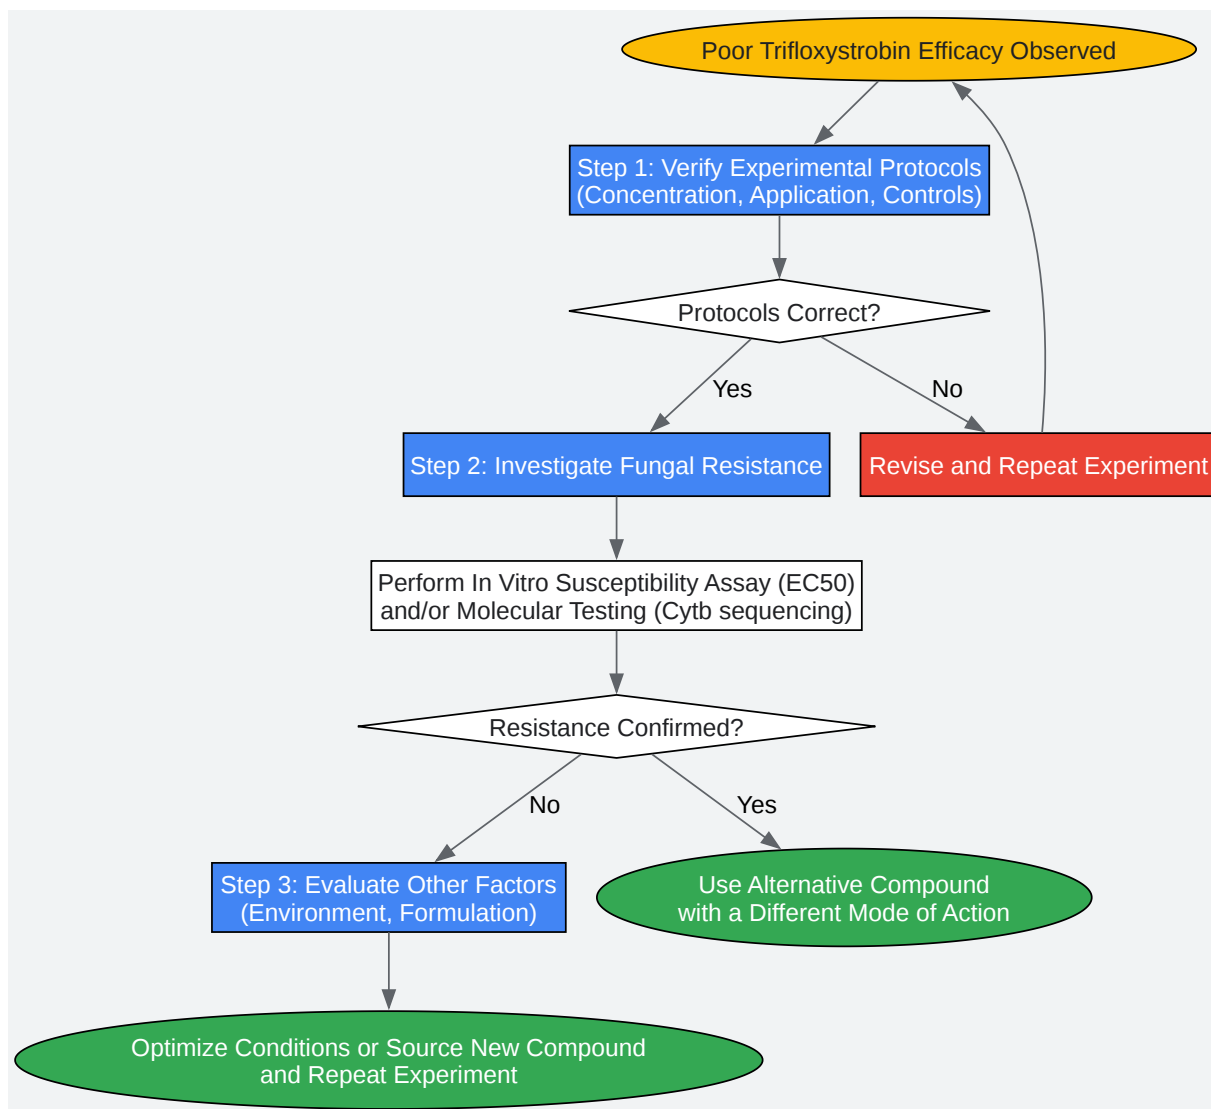 Poor Trifloxystrobin Efficacy Observed
Step 1: Verify Experimental Protocols
(Concentration, Application, Controls)
Protocols Correct?
Yes
No
Step 2: Investigate Fungal Resistance
Revise and Repeat Experiment
Perform In Vitro Susceptibility Assay (EC50)
and/or Molecular Testing (Cytb sequencing)
Resistance Confirmed?
No
Yes
Step 3: Evaluate Other Factors
(Environment, Formulation)
Use Alternative Compound
with a Different Mode of Action
Optimize Conditions or Source New Compound
and Repeat Experiment